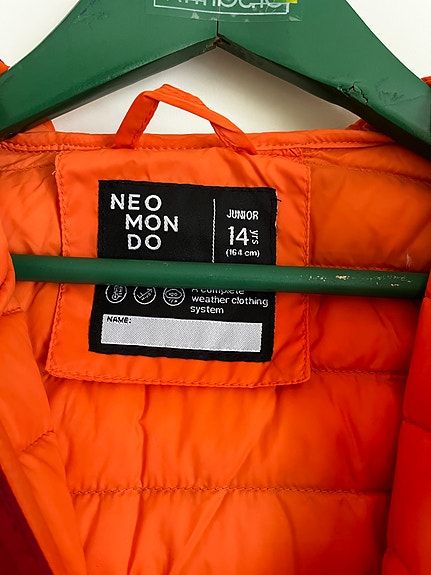 NEO
MON
DO
JUNIOR
14 yrs
(164 cm)
A complete
weather clothing
system
NAME: